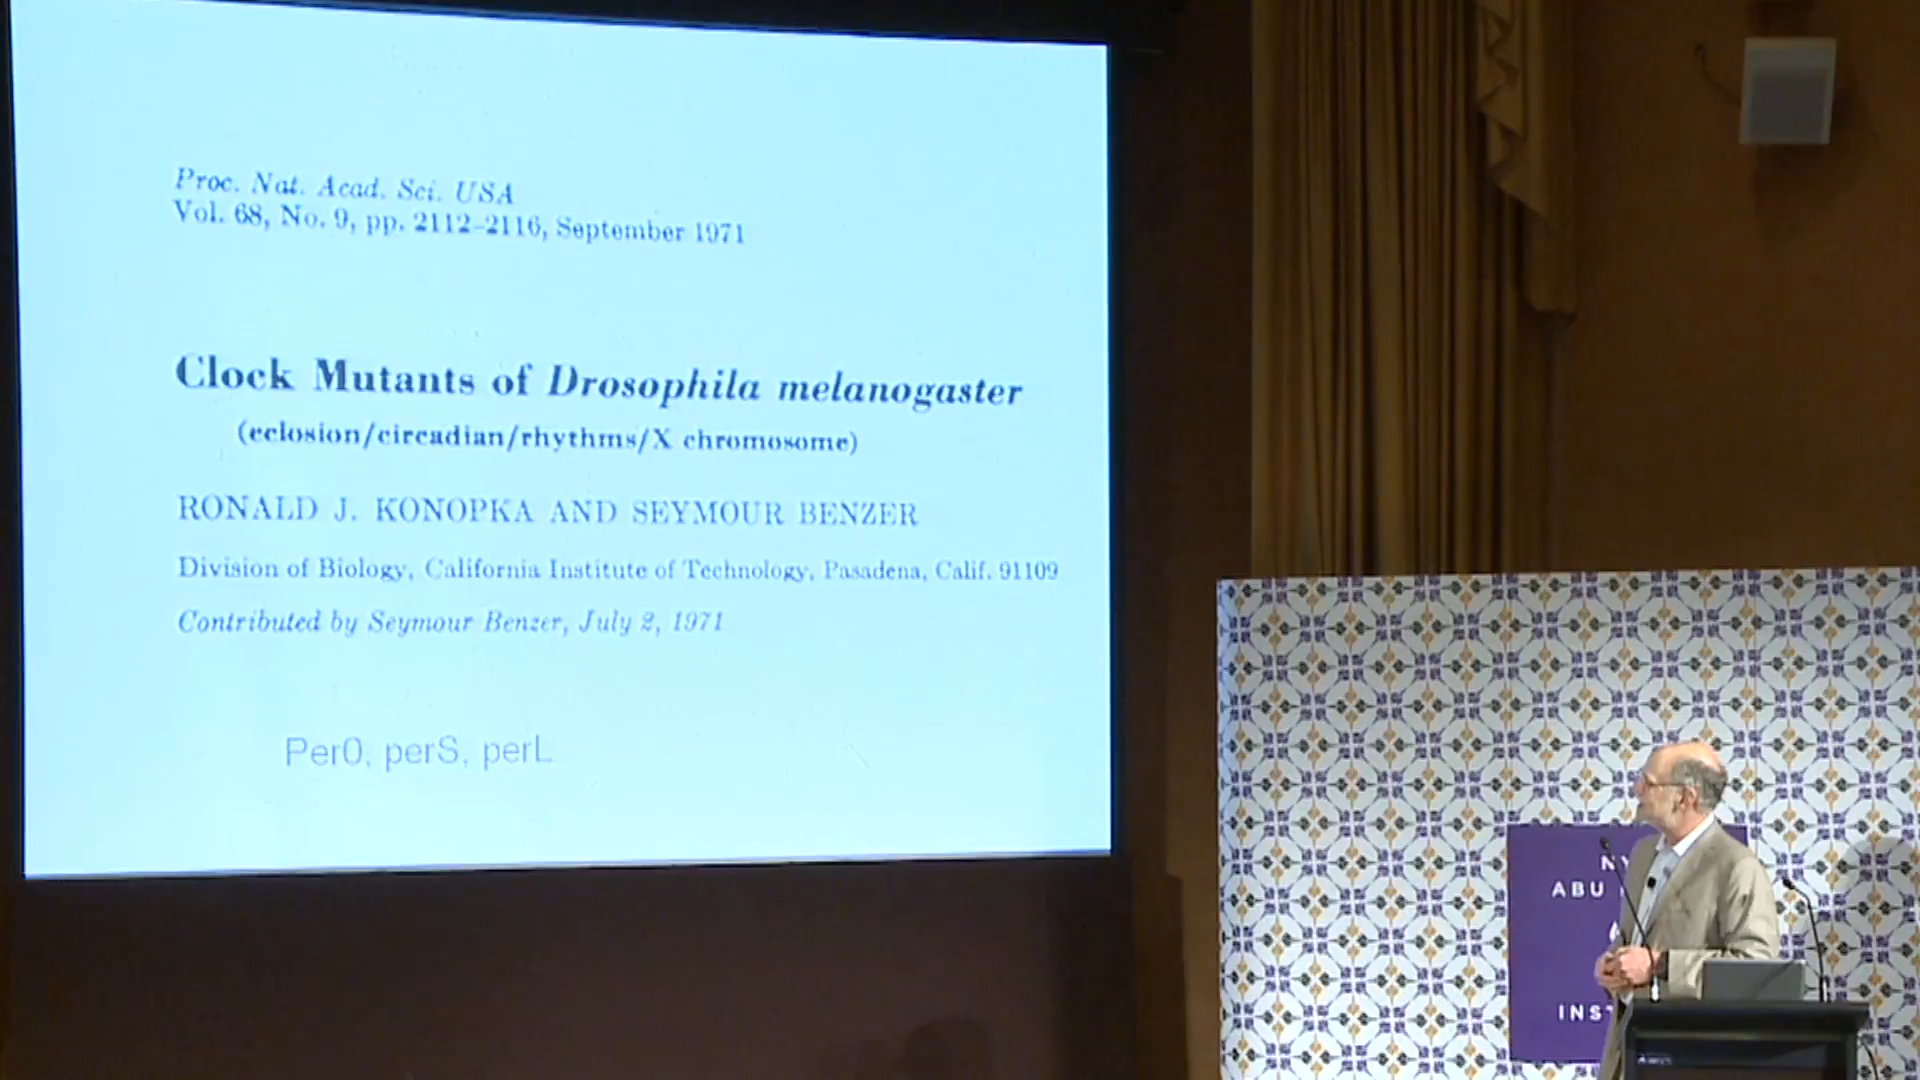 Proc. Nat. Acad. Sci. USA
Vol. 68, No. 9, pp. 2112-2116, September 1971
Clock Mutants of Drosophila melanogaster
(eclosion/circadian/rhythms/X chromosome)
RONALD J. KONOPKA AND SEYMOUR BENZER
Division of Biology, California Institute of Technology, Pasadena, Calif. 91109
Contributed by Seymour Benzer, July 2, 1971
Per0, perS, perL
NY
ABU
INST